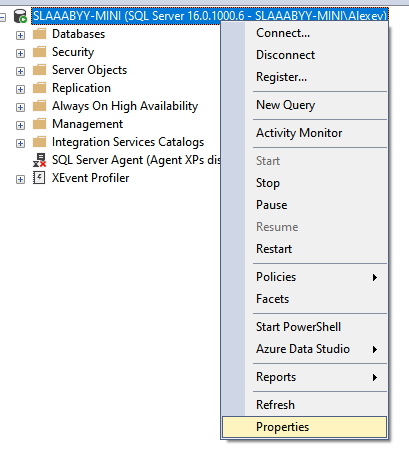 SLAAABYY-MINI (SQL Server 16.0.1000.6 - SLAAABYY-MINI\Alexey)
Databases
Security
Server Objects
Replication
Always On High Availability
Management
Integration Services Catalogs
SQL Server Agent (Agent XPs dis
XEvent Profiler
Connect...
Disconnect
Register...
New Query
Activity Monitor
Start
Stop
Pause
Resume
Restart
Policies
Facets
Start PowerShell
Azure Data Studio
Reports
Refresh
Properties